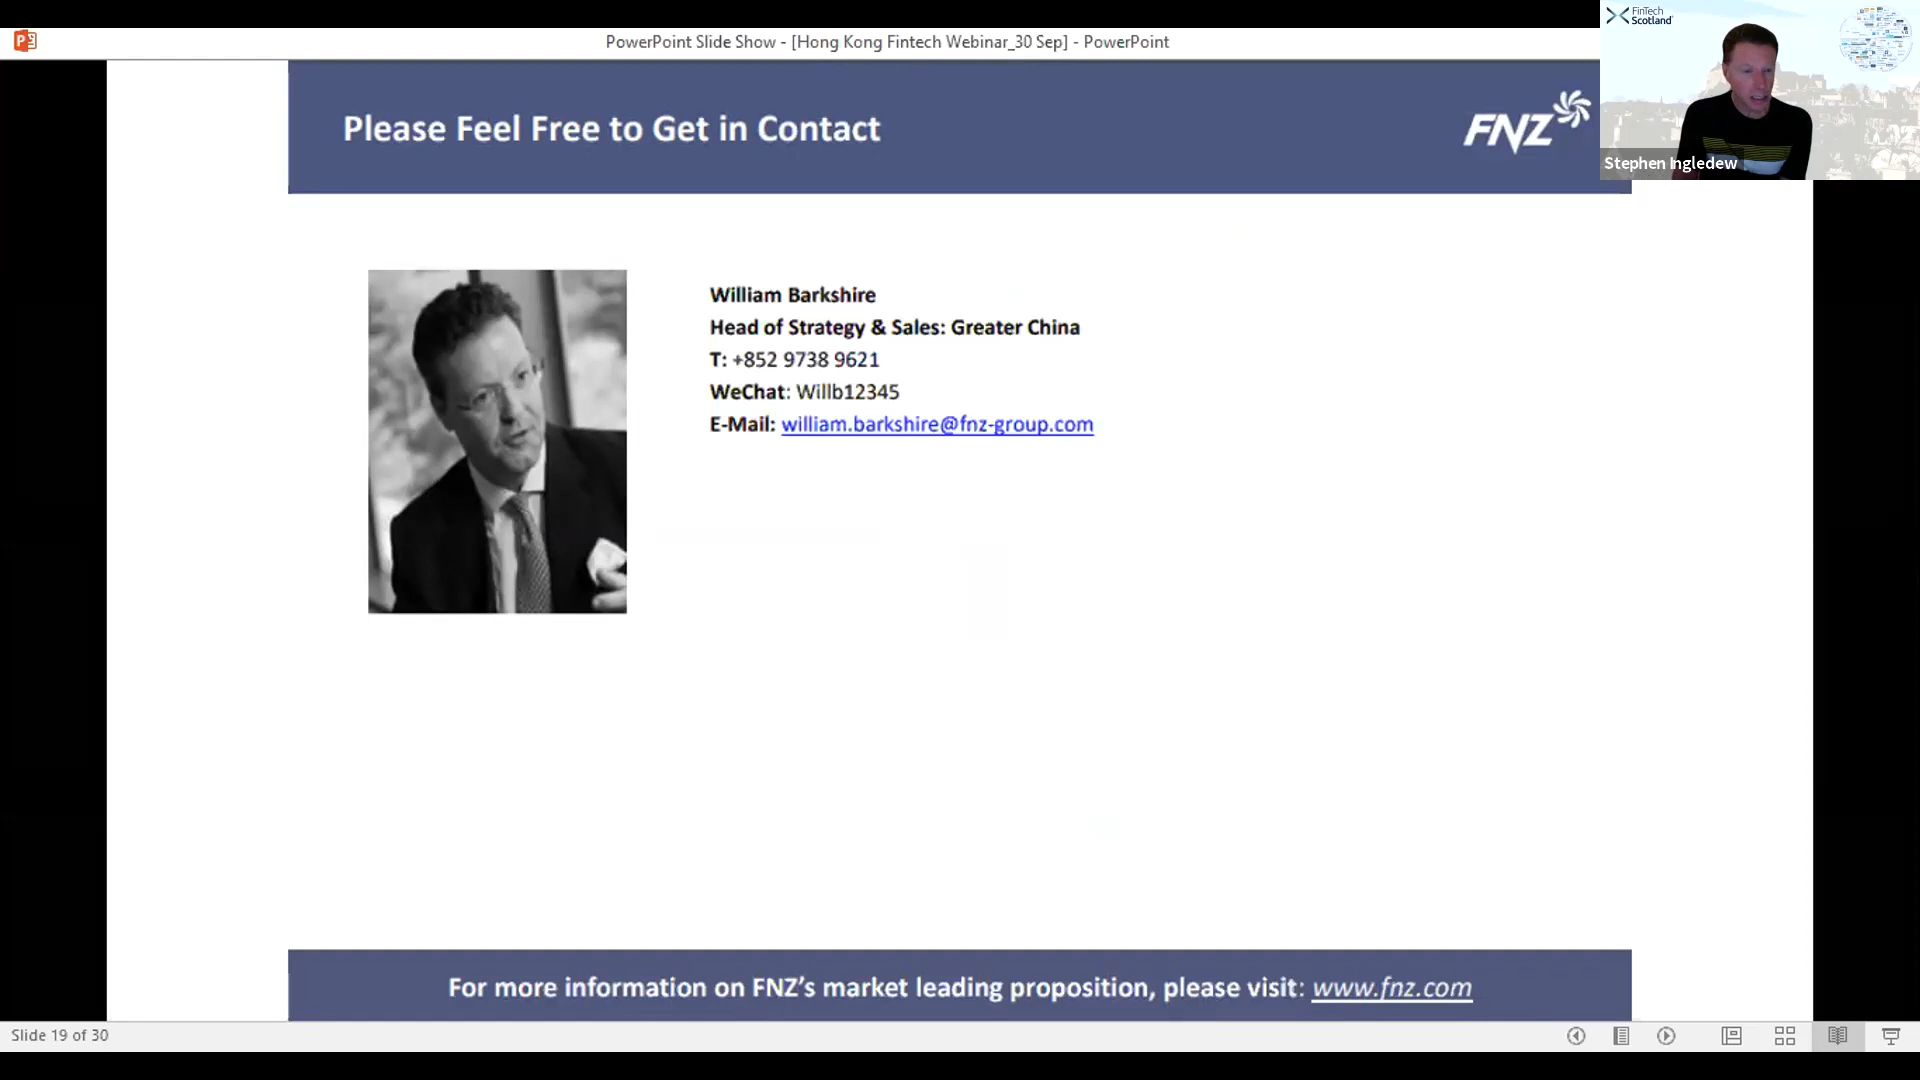 PowerPoint Slide Show - [Hong Kong Fintech Webinar_30 Sep] - PowerPoint
FinTech
Scotland
Please Feel Free to Get in Contact
FNZ
Stephen Ingledew
William Barkshire
Head of Strategy & Sales: Greater China
T: +852 9738 9621
WeChat: Willb12345
E-Mail: william.barkshire@fnz-group.com
For more information on FNZ’s market leading proposition, please visit: www.fnz.com
Slide 19 of 30